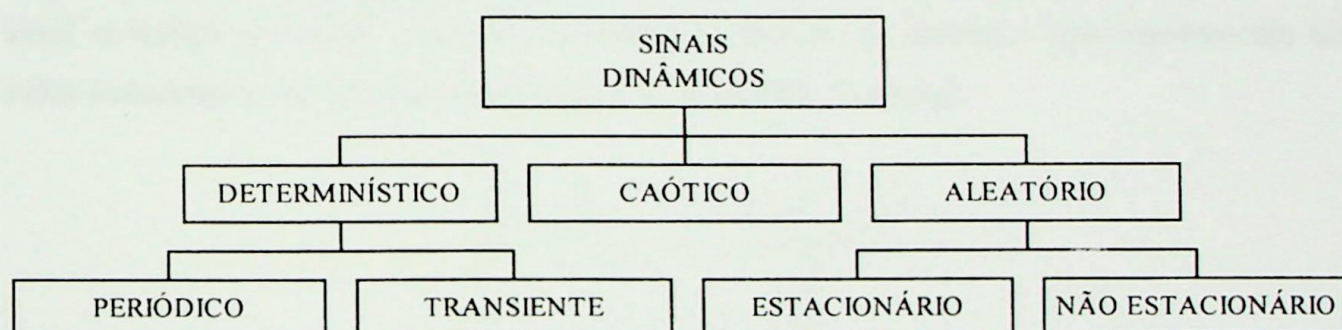 SINAIS
DINÂMICOS
DETERMINÍSTICO
CAÓTICO
ALEATÓRIO
PERIÓDICO
TRANSIENTE
ESTACIONÁRIO
NÃO ESTACIONÁRIO